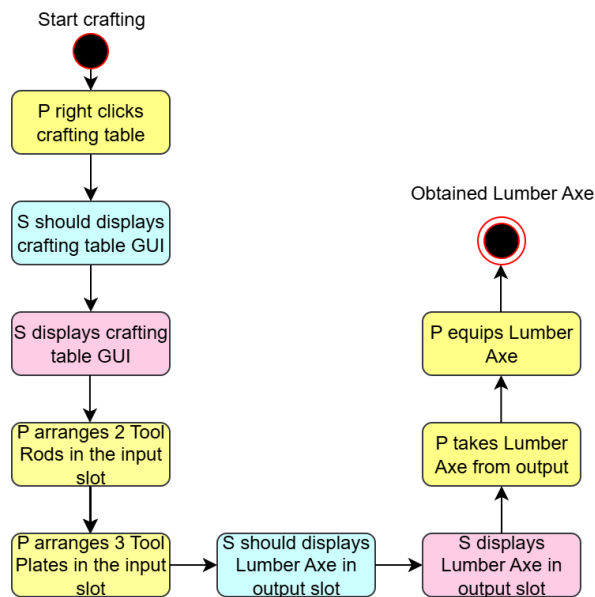 Start crafting
P right clicks
crafting table
S should displays
crafting table GUI
S displays crafting
table GUI
P arranges 2 Tool
Rods in the input
slot
P arranges 3 Tool
Plates in the input
slot
S should displays
Lumber Axe in
output slot
S displays
Lumber Axe in
output slot
P takes Lumber
Axe from output
P equips Lumber
Axe
Obtained Lumber Axe